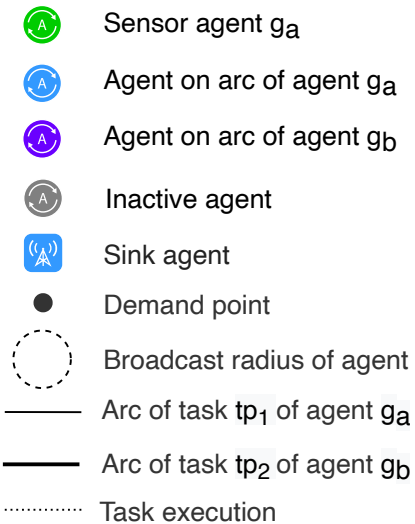 A Sensor agent ga
A Agent on arc of agent ga
A Agent on arc of agent gb
A Inactive agent
Sink agent
Demand point
Broadcast radius of agent
Arc of task tp1 of agent ga
Arc of task tp2 of agent gb
Task execution